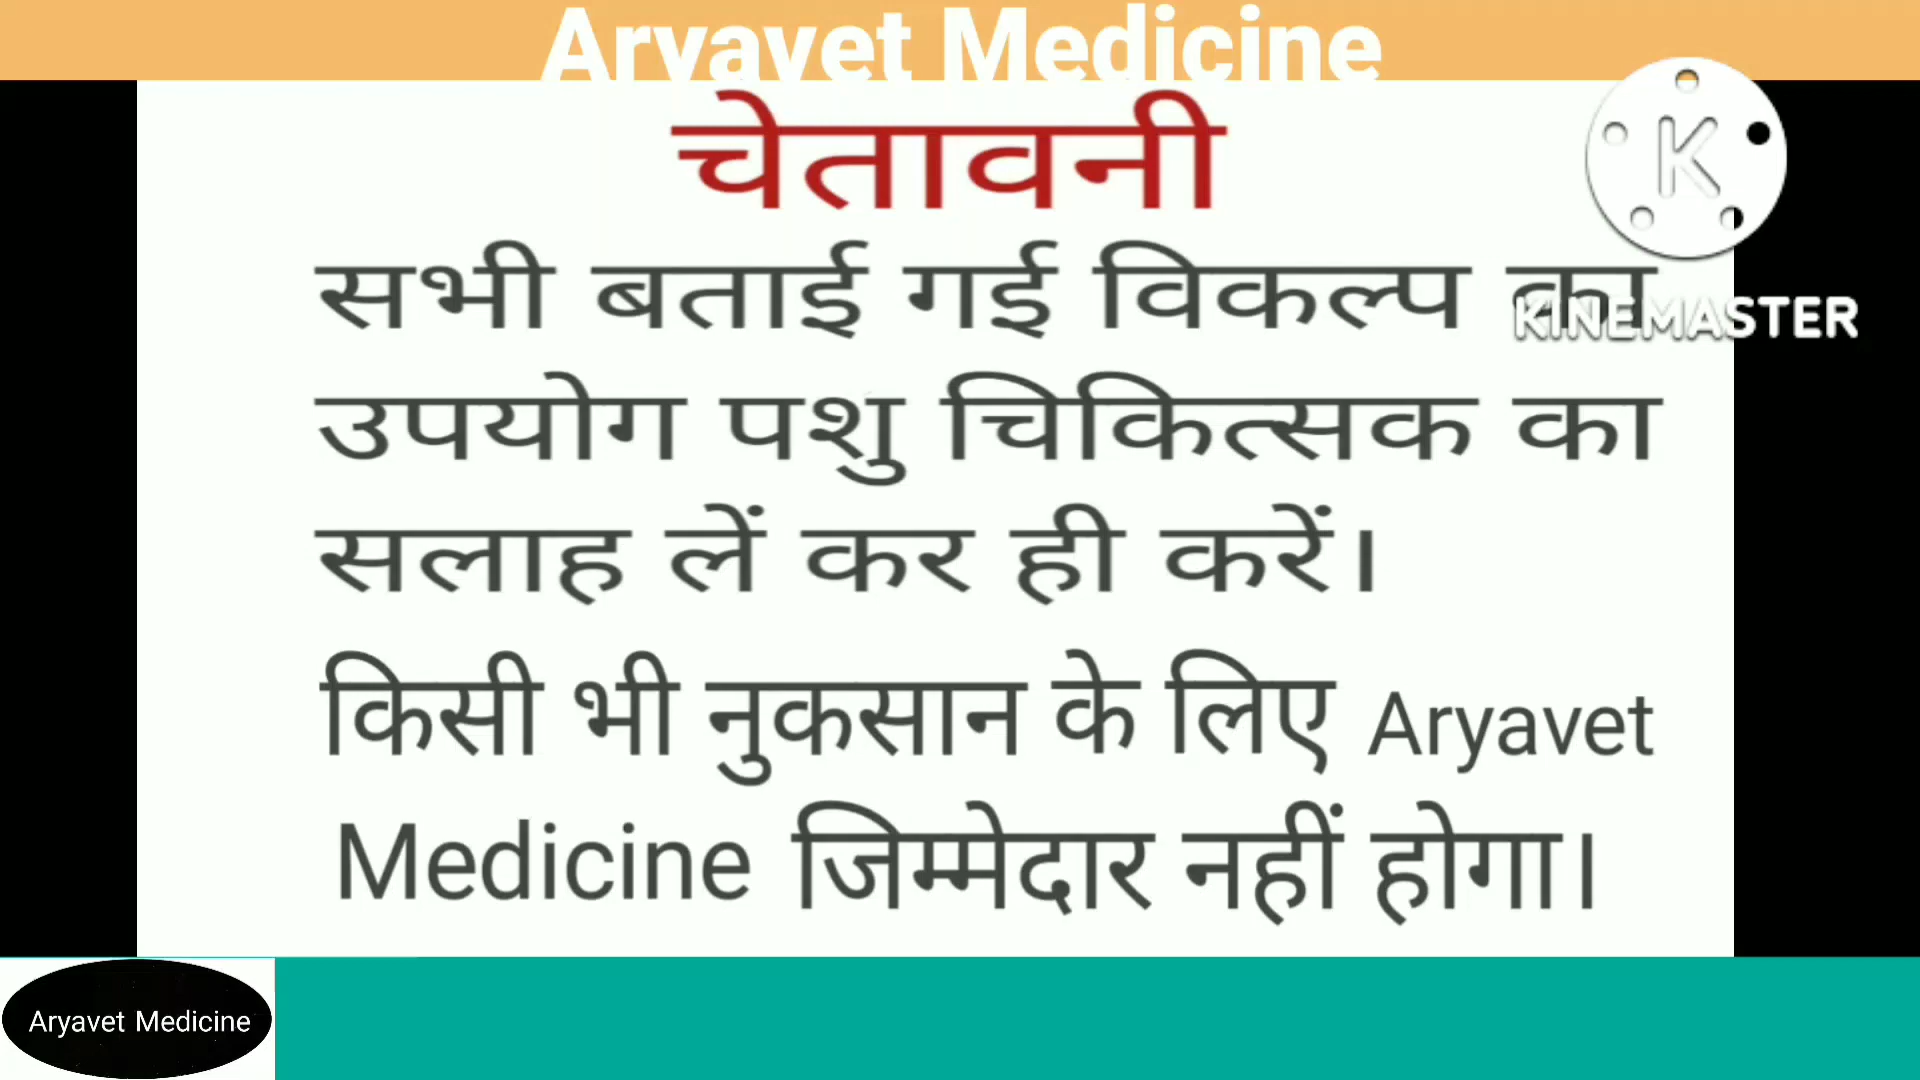 Aryavet Medicine
चेतावनी
सभी बताई गई विकल्प का
KINEMASTER
उपयोग पशु चिकित्सक का
सलाह लें कर ही करें।
किसी भी नुकसान के लिए Aryavet
Medicine जिम्मेदार नहीं होगा।
Aryavet Medicine